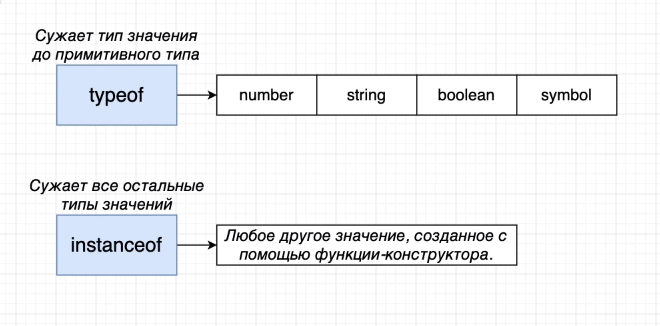 Сужает тип значения
до примитивного типа
typeof
number
string
boolean
symbol
Сужает все остальные
типы значений
instanceof
Любое другое значение, созданное с
помощью функции-конструктора.